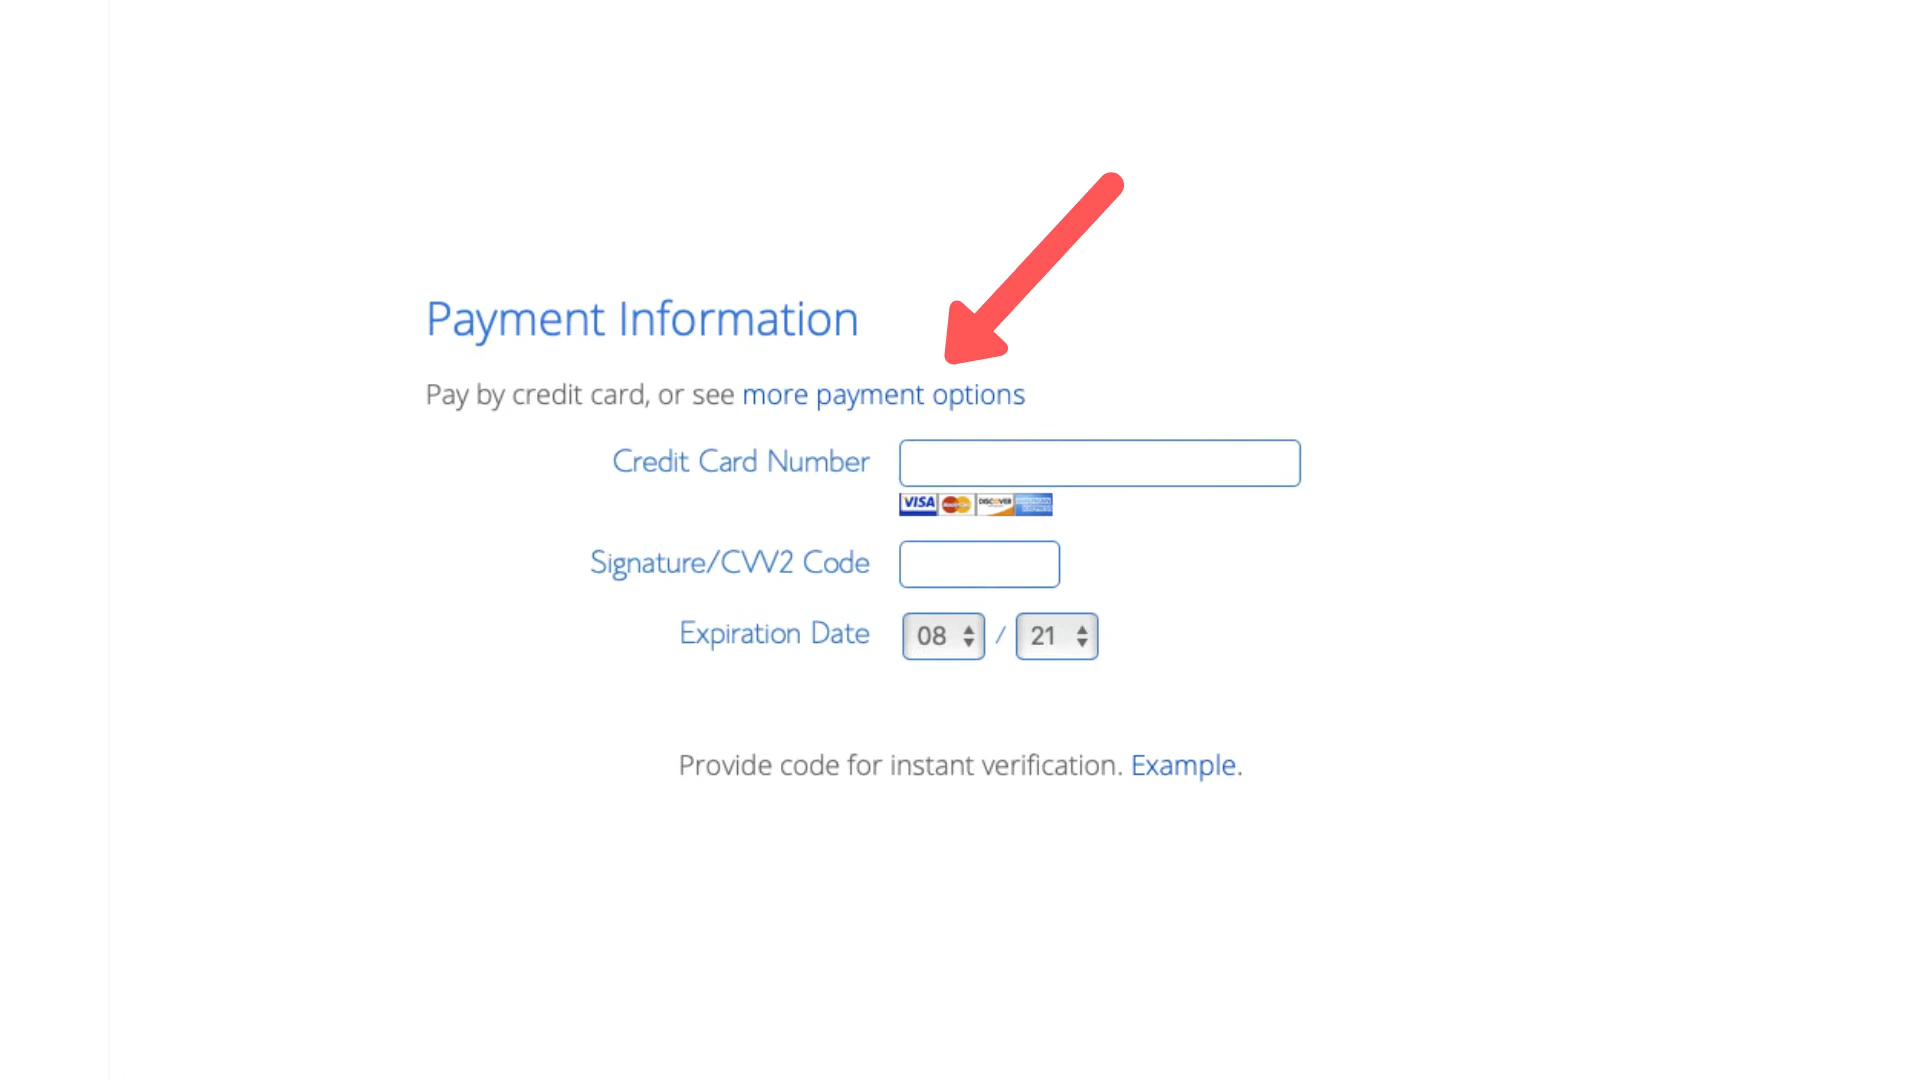 Payment Information
Pay by credit card, or see more payment options
Credit Card Number
VISA DISCOVER
Signature/CVV2 Code
Expiration Date 08 / 21
Provide code for instant verification. Example.